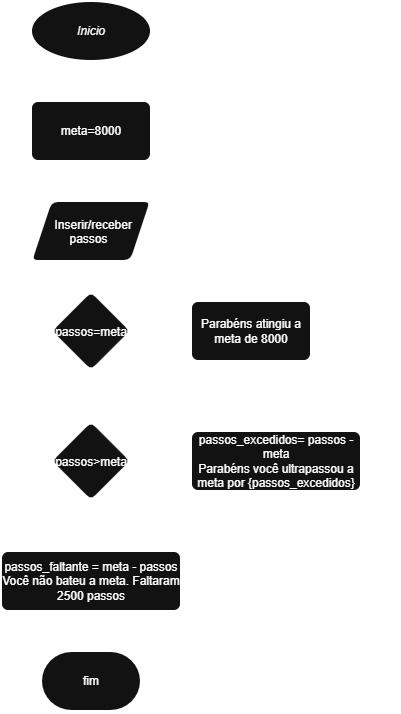 Inicio
meta=8000
Inserir/receber
passos
passos=meta
Parabéns atingiu a
meta de 8000
passos>meta
passos_excedidos= passos -
meta
Parabéns você ultrapassou a
meta por {passos_excedidos}
passos_faltante = meta - passos
Você não bateu a meta. Faltaram
2500 passos
fim